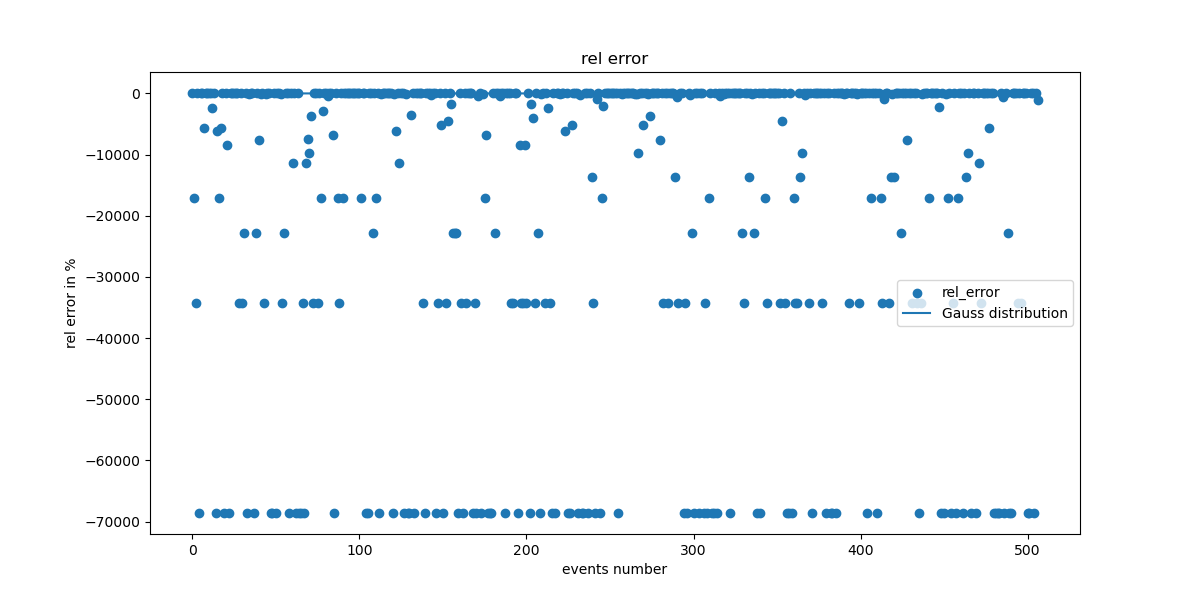 rel error
0
−10000
−20000
−30000
−40000
−50000
−60000
−70000
rel error in %
rel_error
Gauss distribution
0 100 200 300 400 500
events number